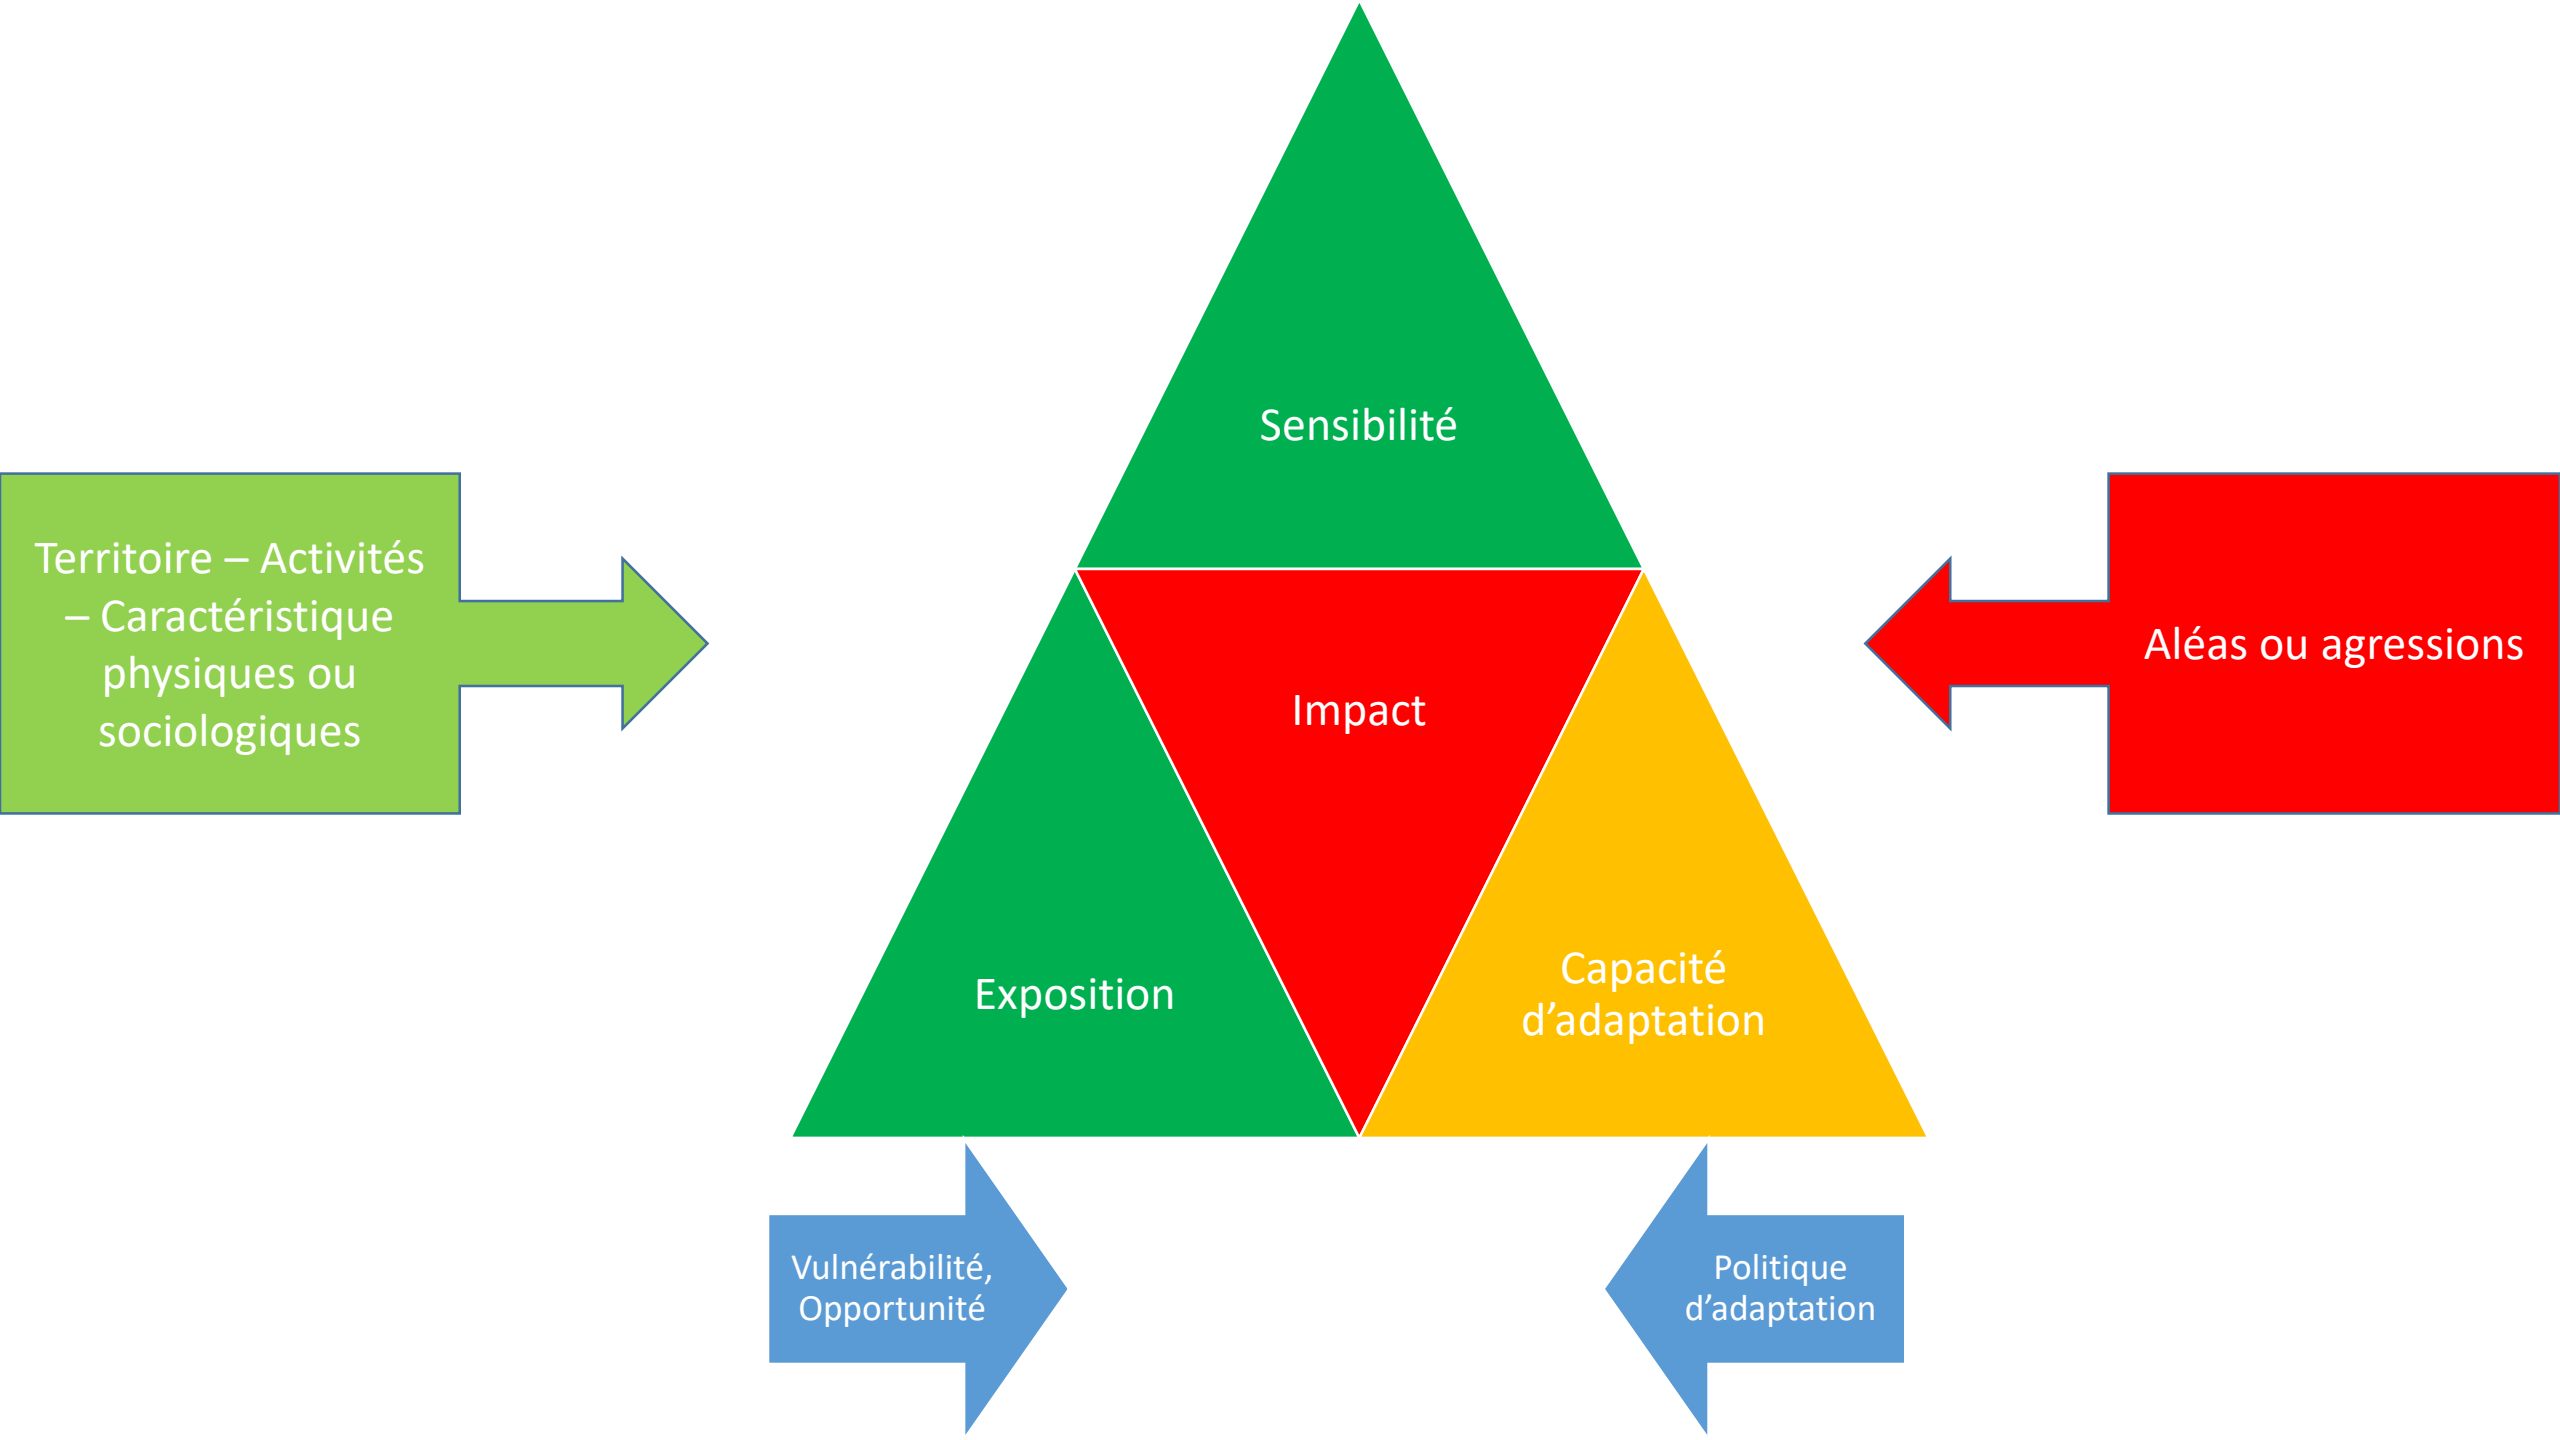 Sensibilité
Territoire – Activités
– Caractéristique
physiques ou
sociologiques
Impact
Aléas ou agressions
Exposition
Capacité
d’adaptation
Vulnérabilité,
Opportunité
Politique
d’adaptation